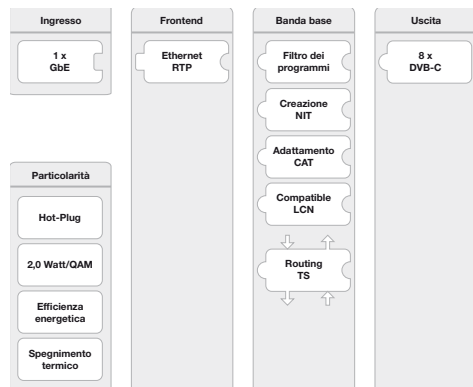 Ingresso
1 x
GbE
Frontend
Ethernet
RTP
Banda base
Filtro dei
programmi
Creazione
NIT
Adattamento
CAT
Compatible
LCN
Routing
TS
Uscita
8 x
DVB-C
Particolarità
Hot-Plug
2,0 Watt/QAM
Efficienza
energetica
Spegnimento
termico